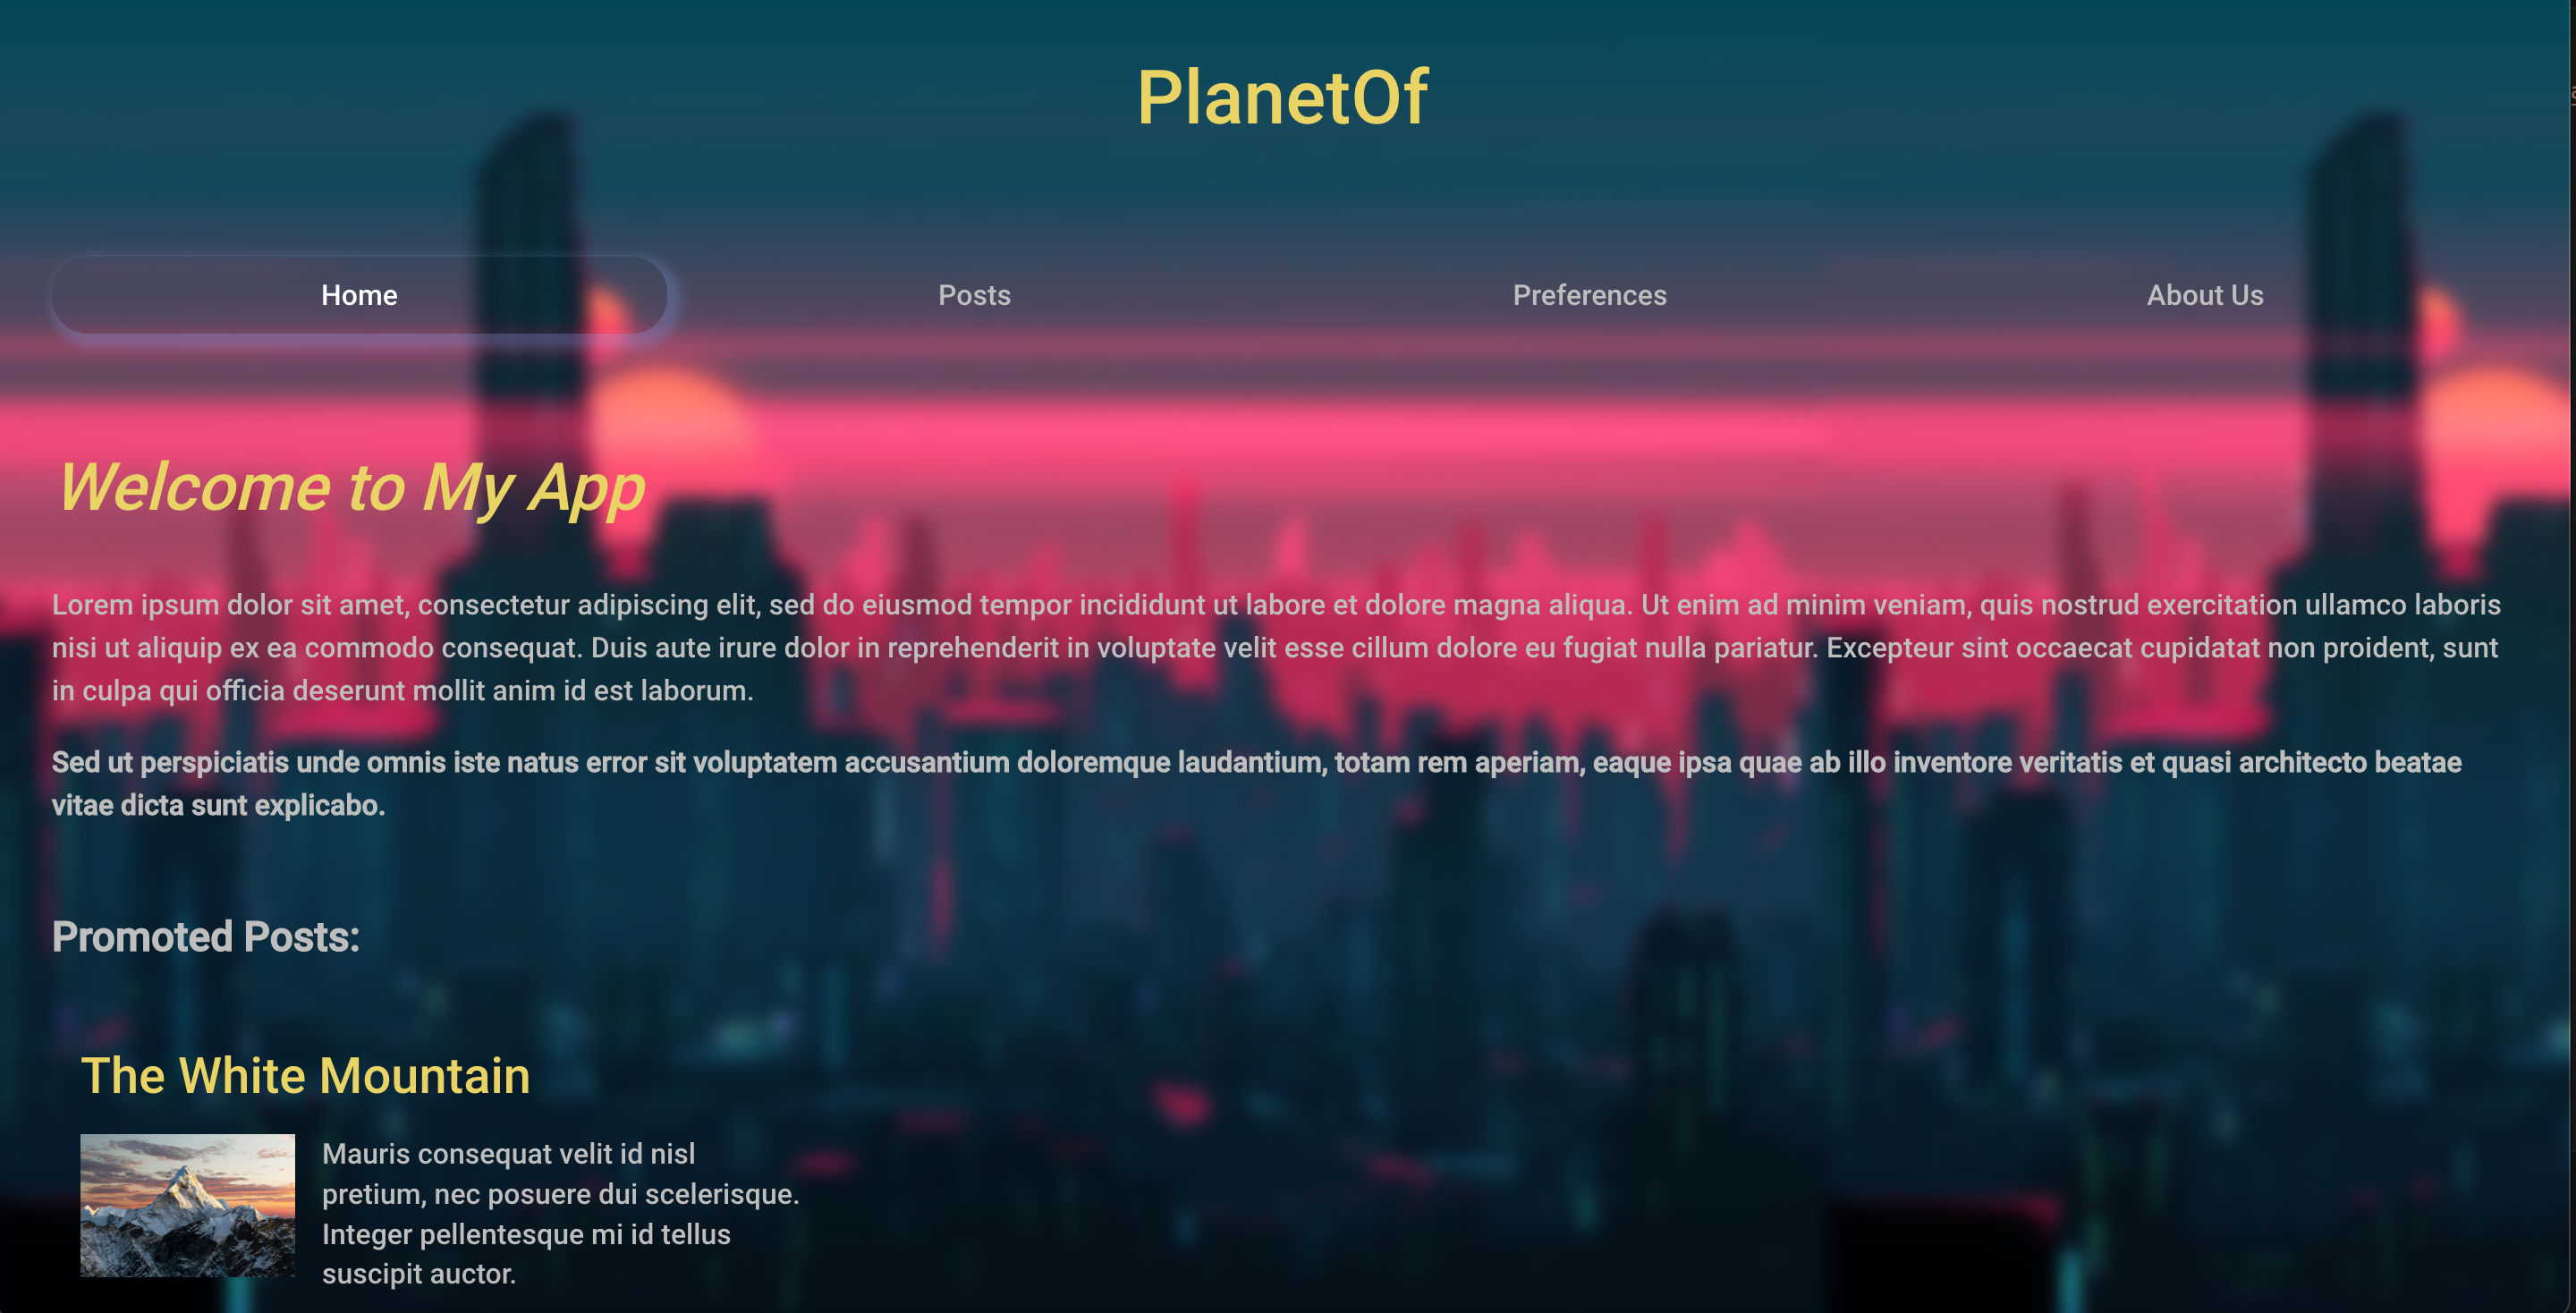 PlanetOf
Home
Posts
Preferences
About Us
Welcome to My App
Lorem ipsum dolor sit amet, consectetur adipiscing elit, sed do eiusmod tempor incididunt ut labore et dolore magna aliqua. Ut enim ad minim veniam, quis nostrud exercitation ullamco laboris
nisi ut aliquip ex ea commodo consequat. Duis aute irure dolor in reprehenderit in voluptate velit esse cillum dolore eu fugiat nulla pariatur. Excepteur sint occaecat cupidatat non proident, sunt
in culpa qui officia deserunt mollit anim id est laborum.
Sed ut perspiciatis unde omnis iste natus error sit voluptatem accusantium doloremque laudantium, totam rem aperiam, eaque ipsa quae ab illo inventore veritatis et quasi architecto beatae
vitae dicta sunt explicabo.
Promoted Posts:
The White Mountain
Mauris consequat velit id nisl
pretium, nec posuere dui scelerisque.
Integer pellentesque mi id tellus
suscipit auctor.